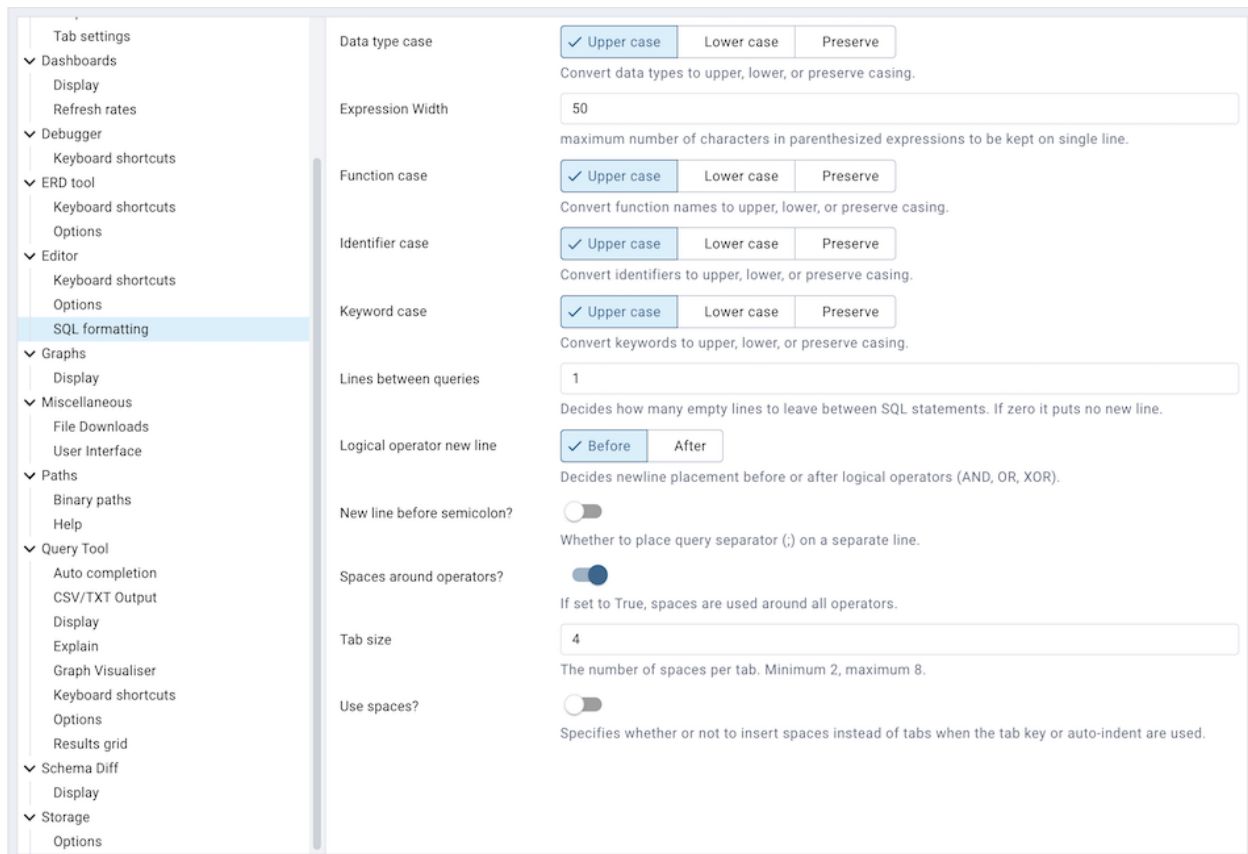 Tab settings
Dashboards
Display
Refresh rates
Debugger
Keyboard shortcuts
ERD tool
Keyboard shortcuts
Options
Editor
Keyboard shortcuts
Options
SQL formatting
Graphs
Display
Miscellaneous
File Downloads
User Interface
Paths
Binary paths
Help
Query Tool
Auto completion
CSV/TXT Output
Display
Explain
Graph Visualiser
Keyboard shortcuts
Options
Results grid
Schema Diff
Display
Storage
Options
Data type case Upper case Lower case Preserve
Convert data types to upper, lower, or preserve casing.
Expression Width 50
maximum number of characters in parenthesized expressions to be kept on single line.
Function case Upper case Lower case Preserve
Convert function names to upper, lower, or preserve casing.
Identifier case Upper case Lower case Preserve
Convert identifiers to upper, lower, or preserve casing.
Keyword case Upper case Lower case Preserve
Convert keywords to upper, lower, or preserve casing.
Lines between queries 1
Decides how many empty lines to leave between SQL statements. If zero it puts no new line.
Logical operator new line Before After
Decides newline placement before or after logical operators (AND, OR, XOR).
New line before semicolon?
Whether to place query separator (;) on a separate line.
Spaces around operators?
If set to True, spaces are used around all operators.
Tab size 4
The number of spaces per tab. Minimum 2, maximum 8.
Use spaces?
Specifies whether or not to insert spaces instead of tabs when the tab key or auto-indent are used.